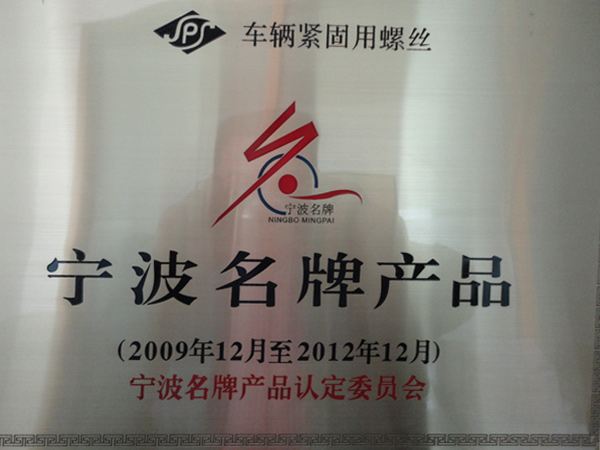 JPS 车辆紧固用螺丝
宁波名牌
NINGBO MINGPAI
宁波名牌产品
(2009年12月至2012年12月)
宁波名牌产品认定委员会